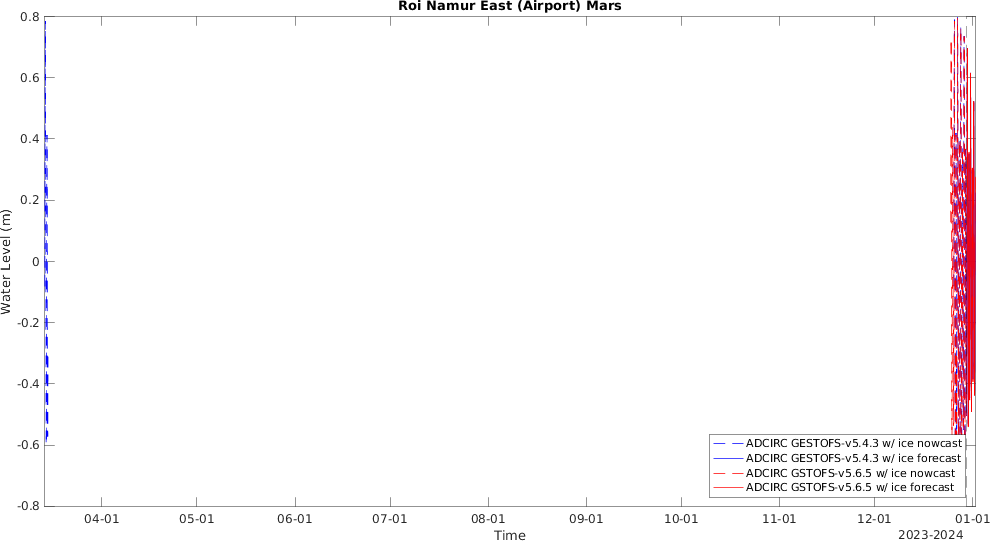 Roi Namur East (Airport) Mars
Water Level (m)
0.8
0.6
0.4
0.2
0
-0.2
-0.4
-0.6
-0.8
ADCIRC GESTOFS-v5.4.3 w/ ice nowcast
ADCIRC GESTOFS-v5.4.3 w/ ice forecast
ADCIRC GSTOFS-v5.6.5 w/ ice nowcast
ADCIRC GSTOFS-v5.6.5 w/ ice forecast
04-01 05-01 06-01 07-01 08-01 09-01 10-01 11-01 12-01 01-01
Time
2023-2024